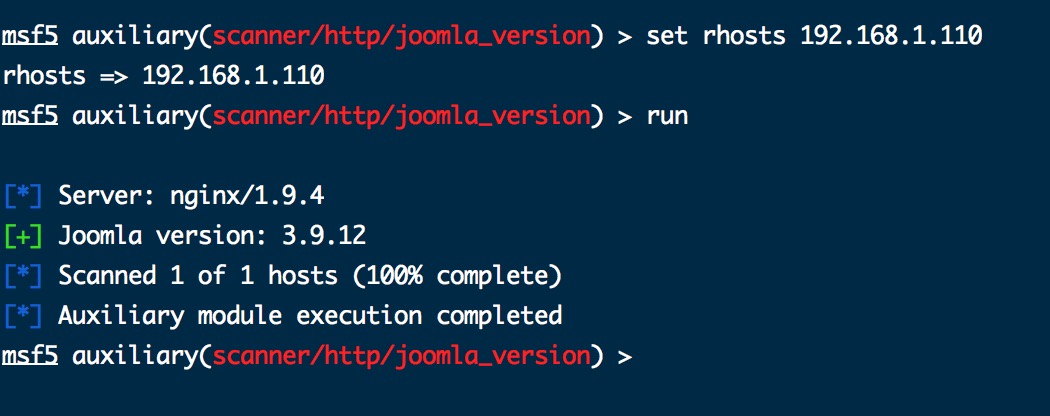 msf5 auxiliary(scanner/http/joomla_version) > set rhosts 192.168.1.110
rhosts => 192.168.1.110
msf5 auxiliary(scanner/http/joomla_version) > run
[*] Server: nginx/1.9.4
[+] Joomla version: 3.9.12
[*] Scanned 1 of 1 hosts (100% complete)
[*] Auxiliary module execution completed
msf5 auxiliary(scanner/http/joomla_version) >